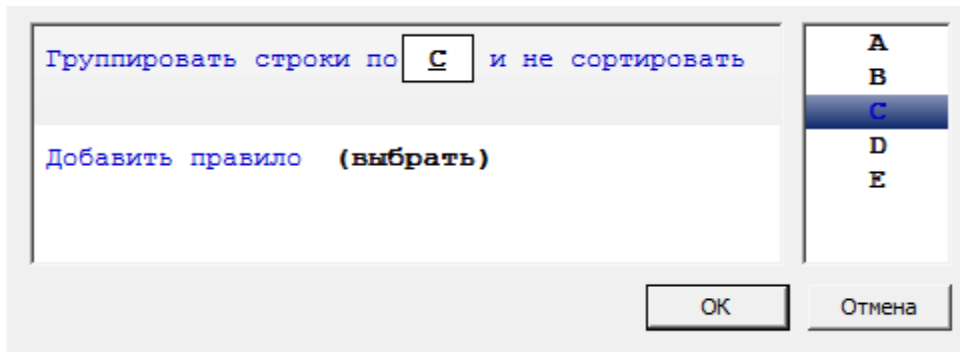 Группировать строки по C и не сортировать
Добавить правило (выбрать)
A
B
C
D
E
OK Отмена